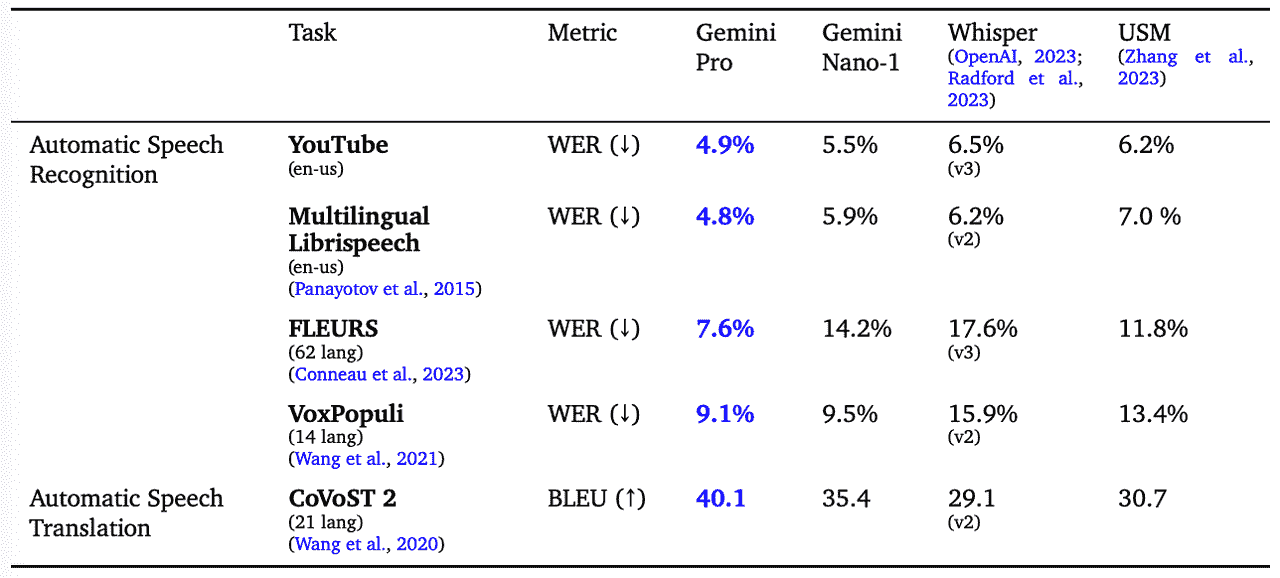 Task Metric Gemini Pro Gemini Nano-1 Whisper (OpenAI, 2023; Radford et al., 2023) USM (Zhang et al., 2023)
Automatic Speech Recognition YouTube (en-us) WER (↓) 4.9% 5.5% 6.5% (v3) 6.2%
Multilingual Librispeech (en-us) (Panayotov et al., 2015) WER (↓) 4.8% 5.9% 6.2% (v2) 7.0 %
FLEURS (62 lang) (Conneau et al., 2023) WER (↓) 7.6% 14.2% 17.6% (v3) 11.8%
VoxPopuli (14 lang) (Wang et al., 2021) WER (↓) 9.1% 9.5% 15.9% (v2) 13.4%
Automatic Speech Translation CoVoST 2 (21 lang) (Wang et al., 2020) BLEU (↑) 40.1 35.4 29.1 (v2) 30.7